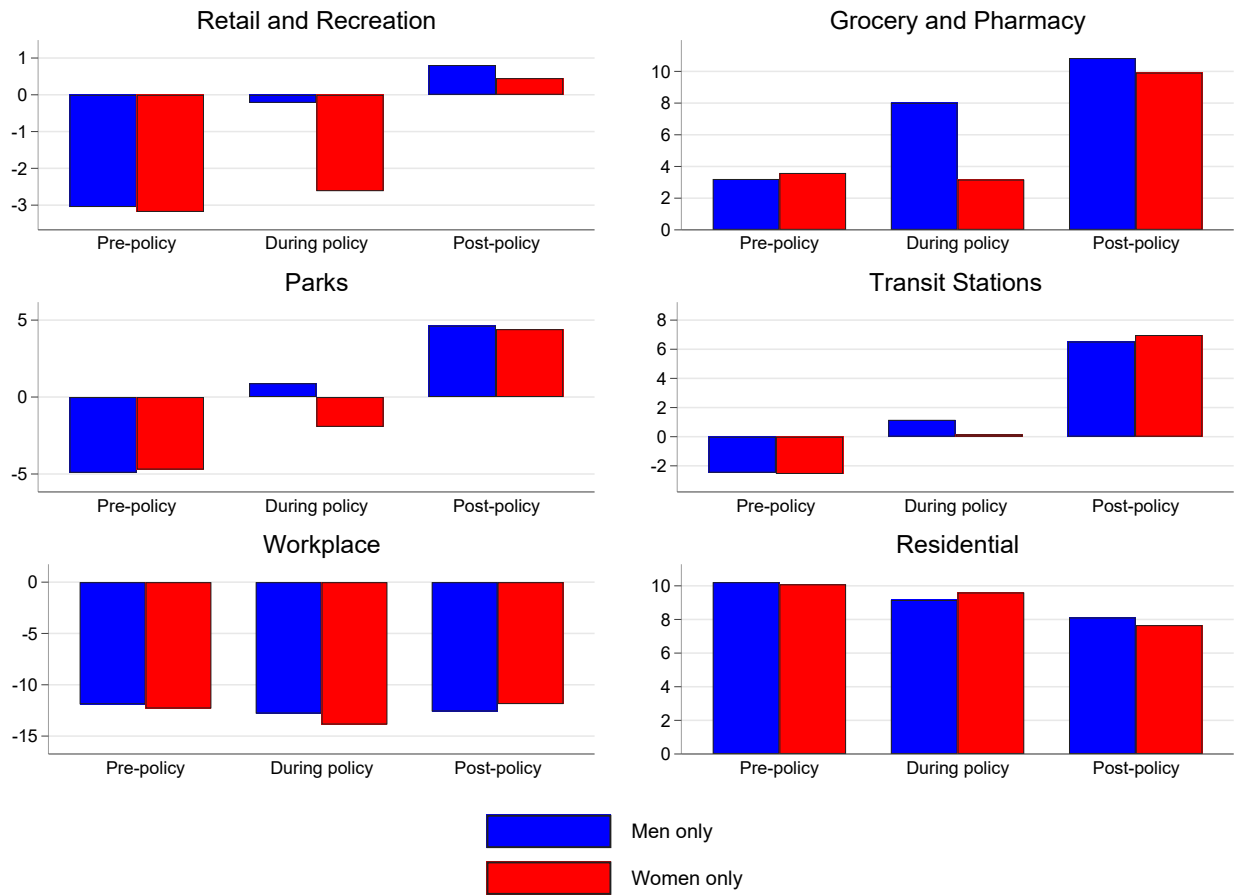 Retail and Recreation
1
0
-1
-2
-3
Pre-policy During policy Post-policy
Grocery and Pharmacy
10
8
6
4
2
0
Pre-policy During policy Post-policy
Parks
5
0
-5
Pre-policy During policy Post-policy
Transit Stations
8
6
4
2
0
-2
Pre-policy During policy Post-policy
Workplace
0
-5
-10
-15
Pre-policy During policy Post-policy
Residential
10
8
6
4
2
0
Pre-policy During policy Post-policy
Men only
Women only